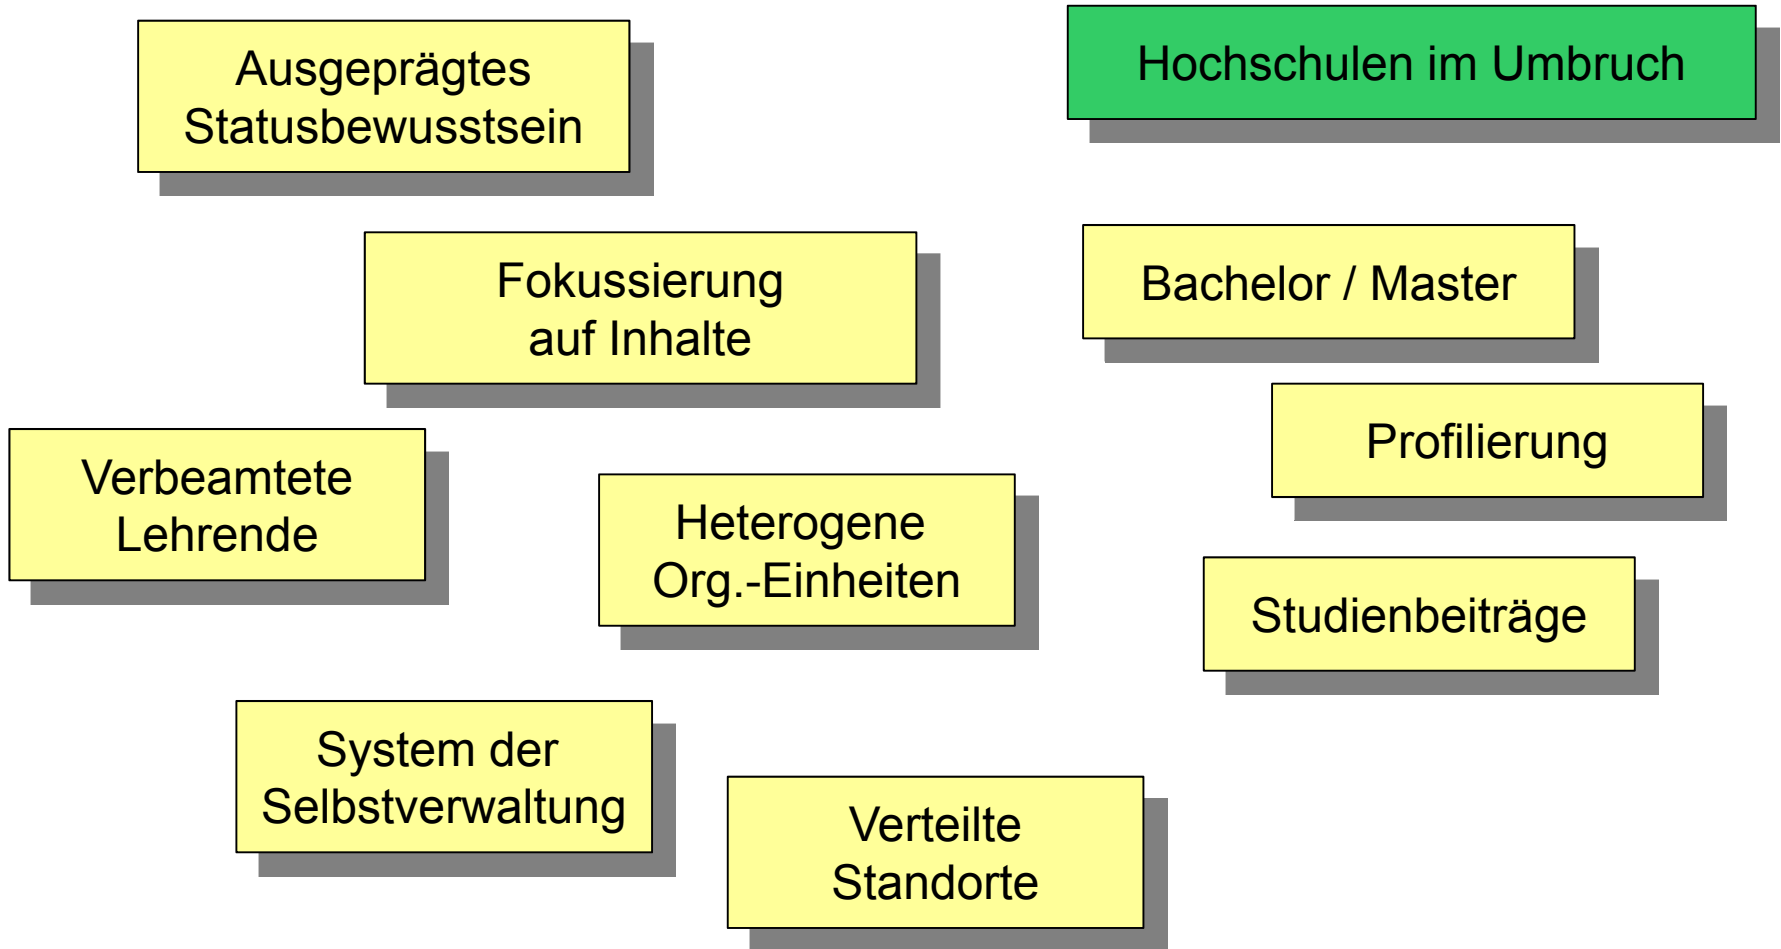 Ausgeprägtes
Statusbewusstsein
Hochschulen im Umbruch
Fokussierung
auf Inhalte
Bachelor / Master
Verbeamtete
Lehrende
Profilierung
Heterogene
Org.-Einheiten
Studienbeiträge
System der
Selbstverwaltung
Verteilte
Standorte